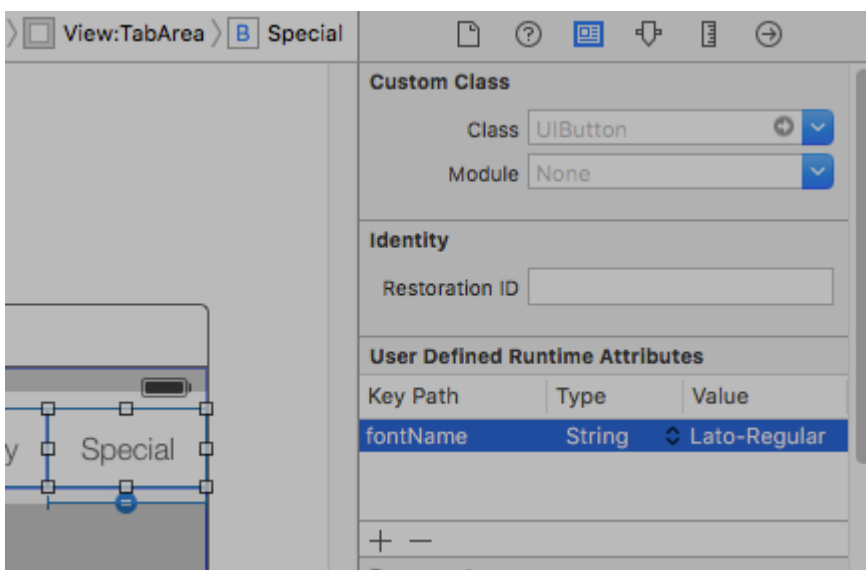 View:TabArea B Special
Custom Class
Class UIButton
Module None
Identity
Restoration ID
User Defined Runtime Attributes
Key Path Type Value
fontName String Lato-Regular
y Special